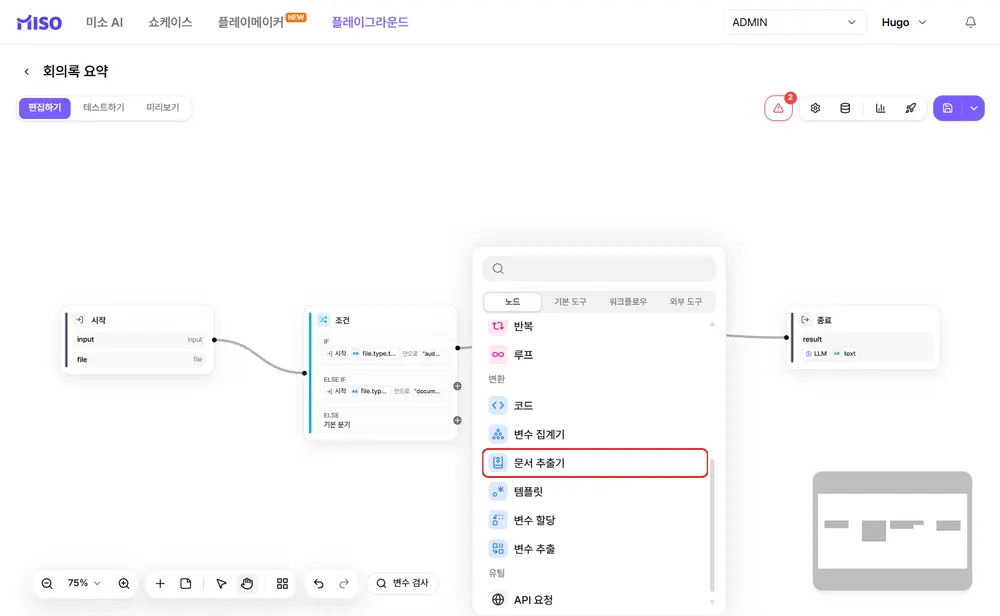 MISO 미소 AI 쇼케이스 플레이메이커 NEW 플레이그라운드 ADMIN Hugo
회의록 요약
편집하기 테스트하기 미리보기
2
노드 기본 도구 워크플로우 외부 도구
반복
루프
변환
코드
변수 집계기
문서 추출기
템플릿
변수 할당
변수 추출
유틸
API 요청
시작
input input
file file
조건
IF
시작 file.type.t... 안으로 "aud...
ELSE IF
시작 file.typ... 안으로 "docum...
ELSE
기본 분기
종료
result
LLM text
75% 변수 검사